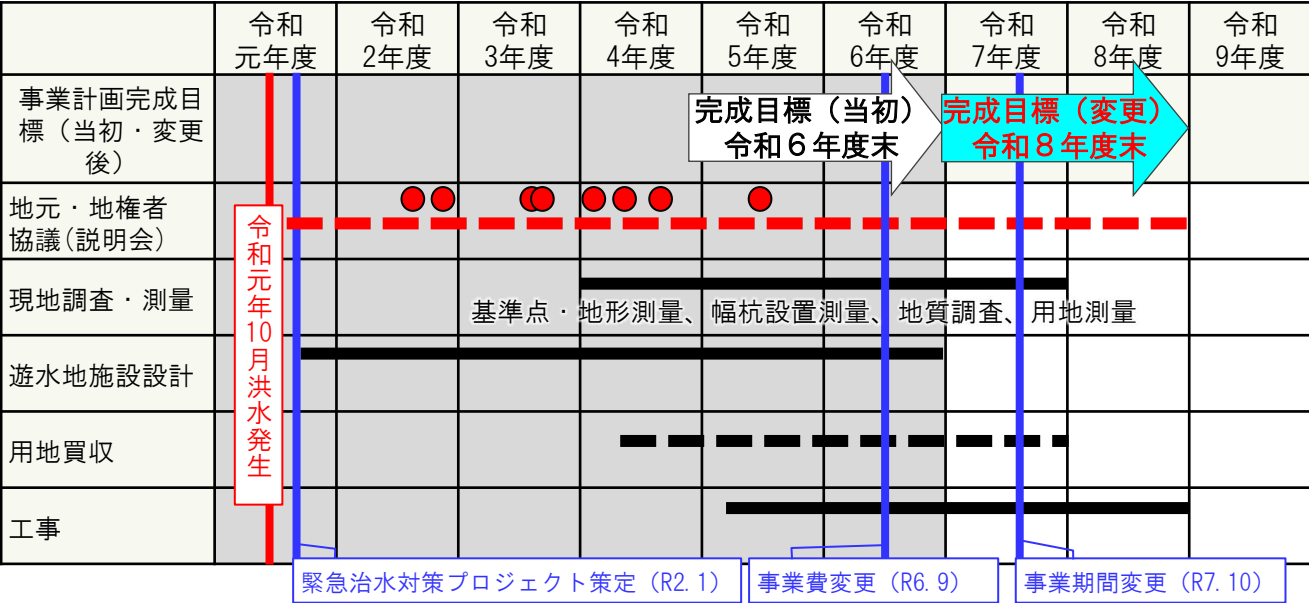 令和
元年度
令和
2年度
令和
3年度
令和
4年度
令和
5年度
令和
6年度
令和
7年度
令和
8年度
令和
9年度
事業計画完成目
標（当初・変更
後）
完成目標（当初）
令和６年度末
完成目標（変更）
令和８年度末
地元・地権者
協議(説明会)
令和元年10月洪水発生
現地調査・測量
基準点・地形測量、幅杭設置測量、地質調査、用地測量
遊水地施設設計
用地買収
工事
緊急治水対策プロジェクト策定（R2.1）
事業費変更（R6.9）
事業期間変更（R7.10）